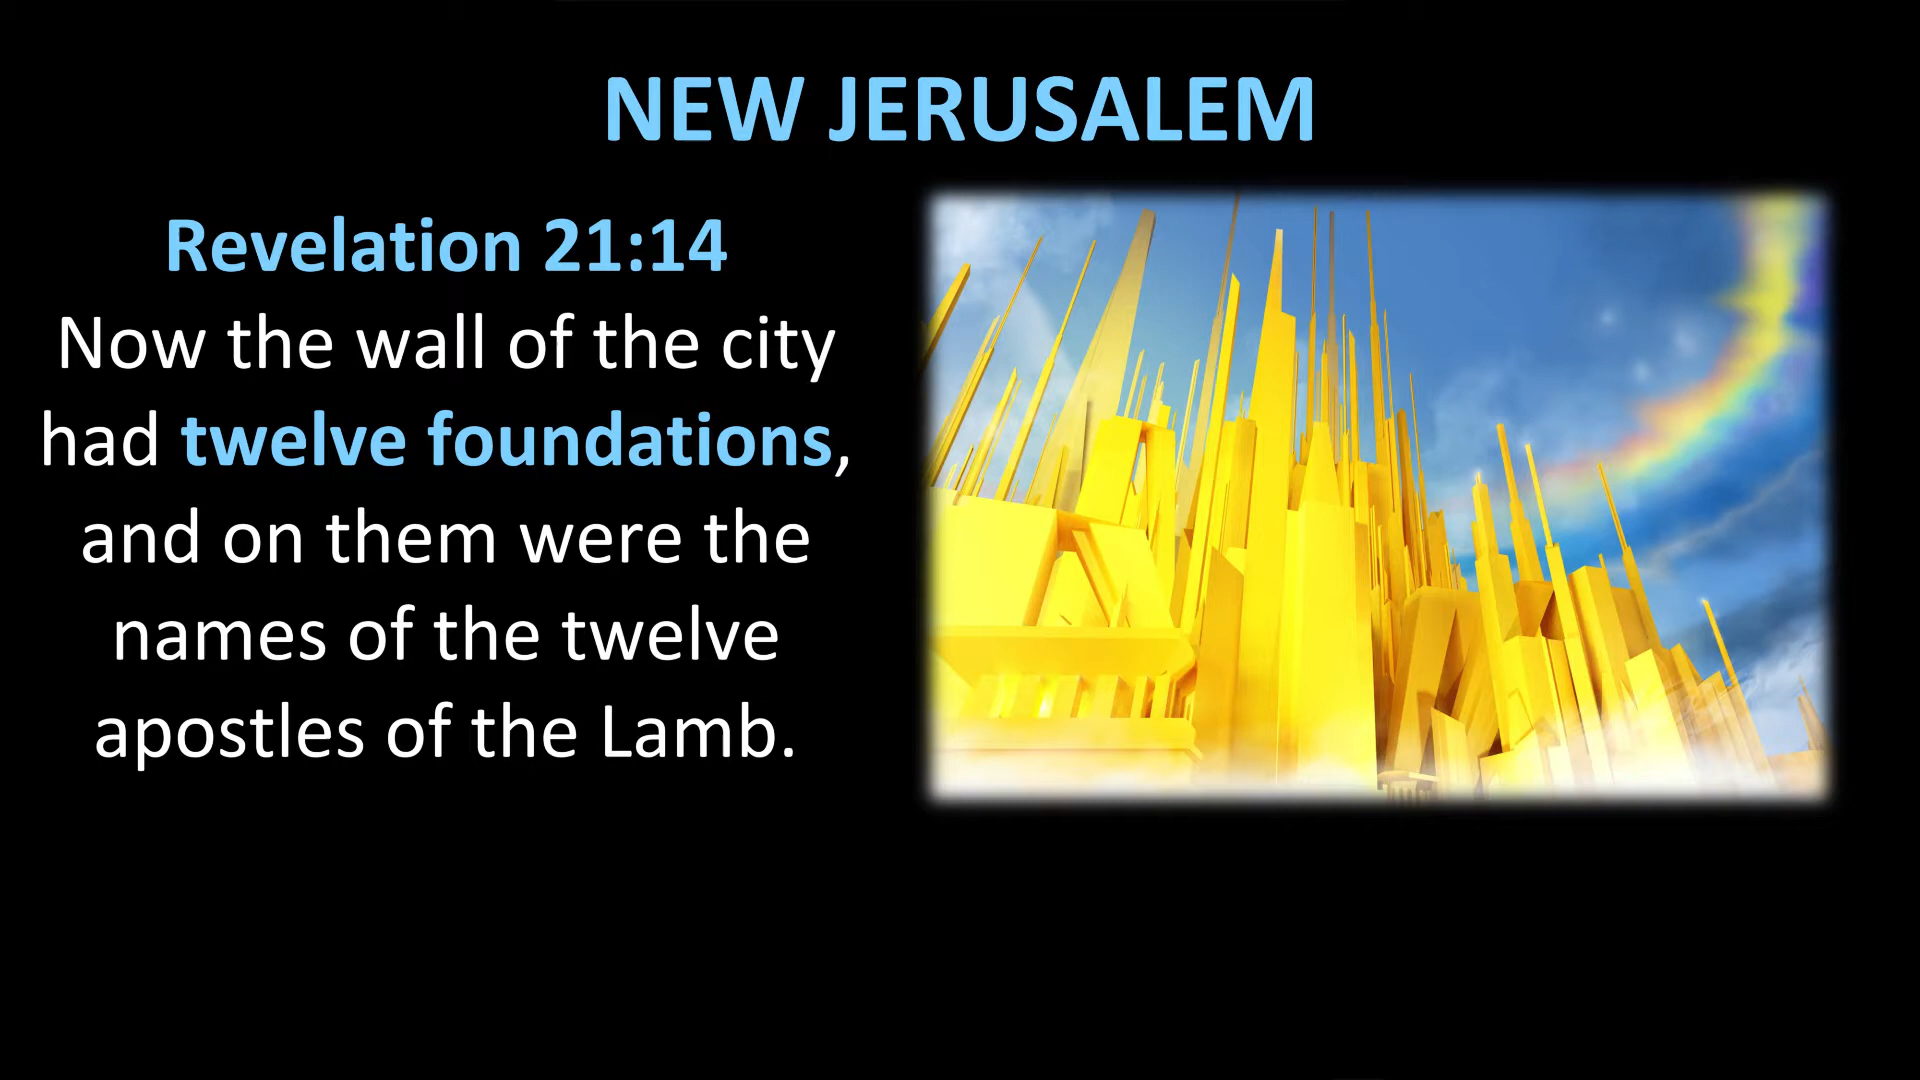 NEW JERUSALEM
Revelation 21:14
Now the wall of the city
had twelve foundations,
and on them were the
names of the twelve
apostles of the Lamb.